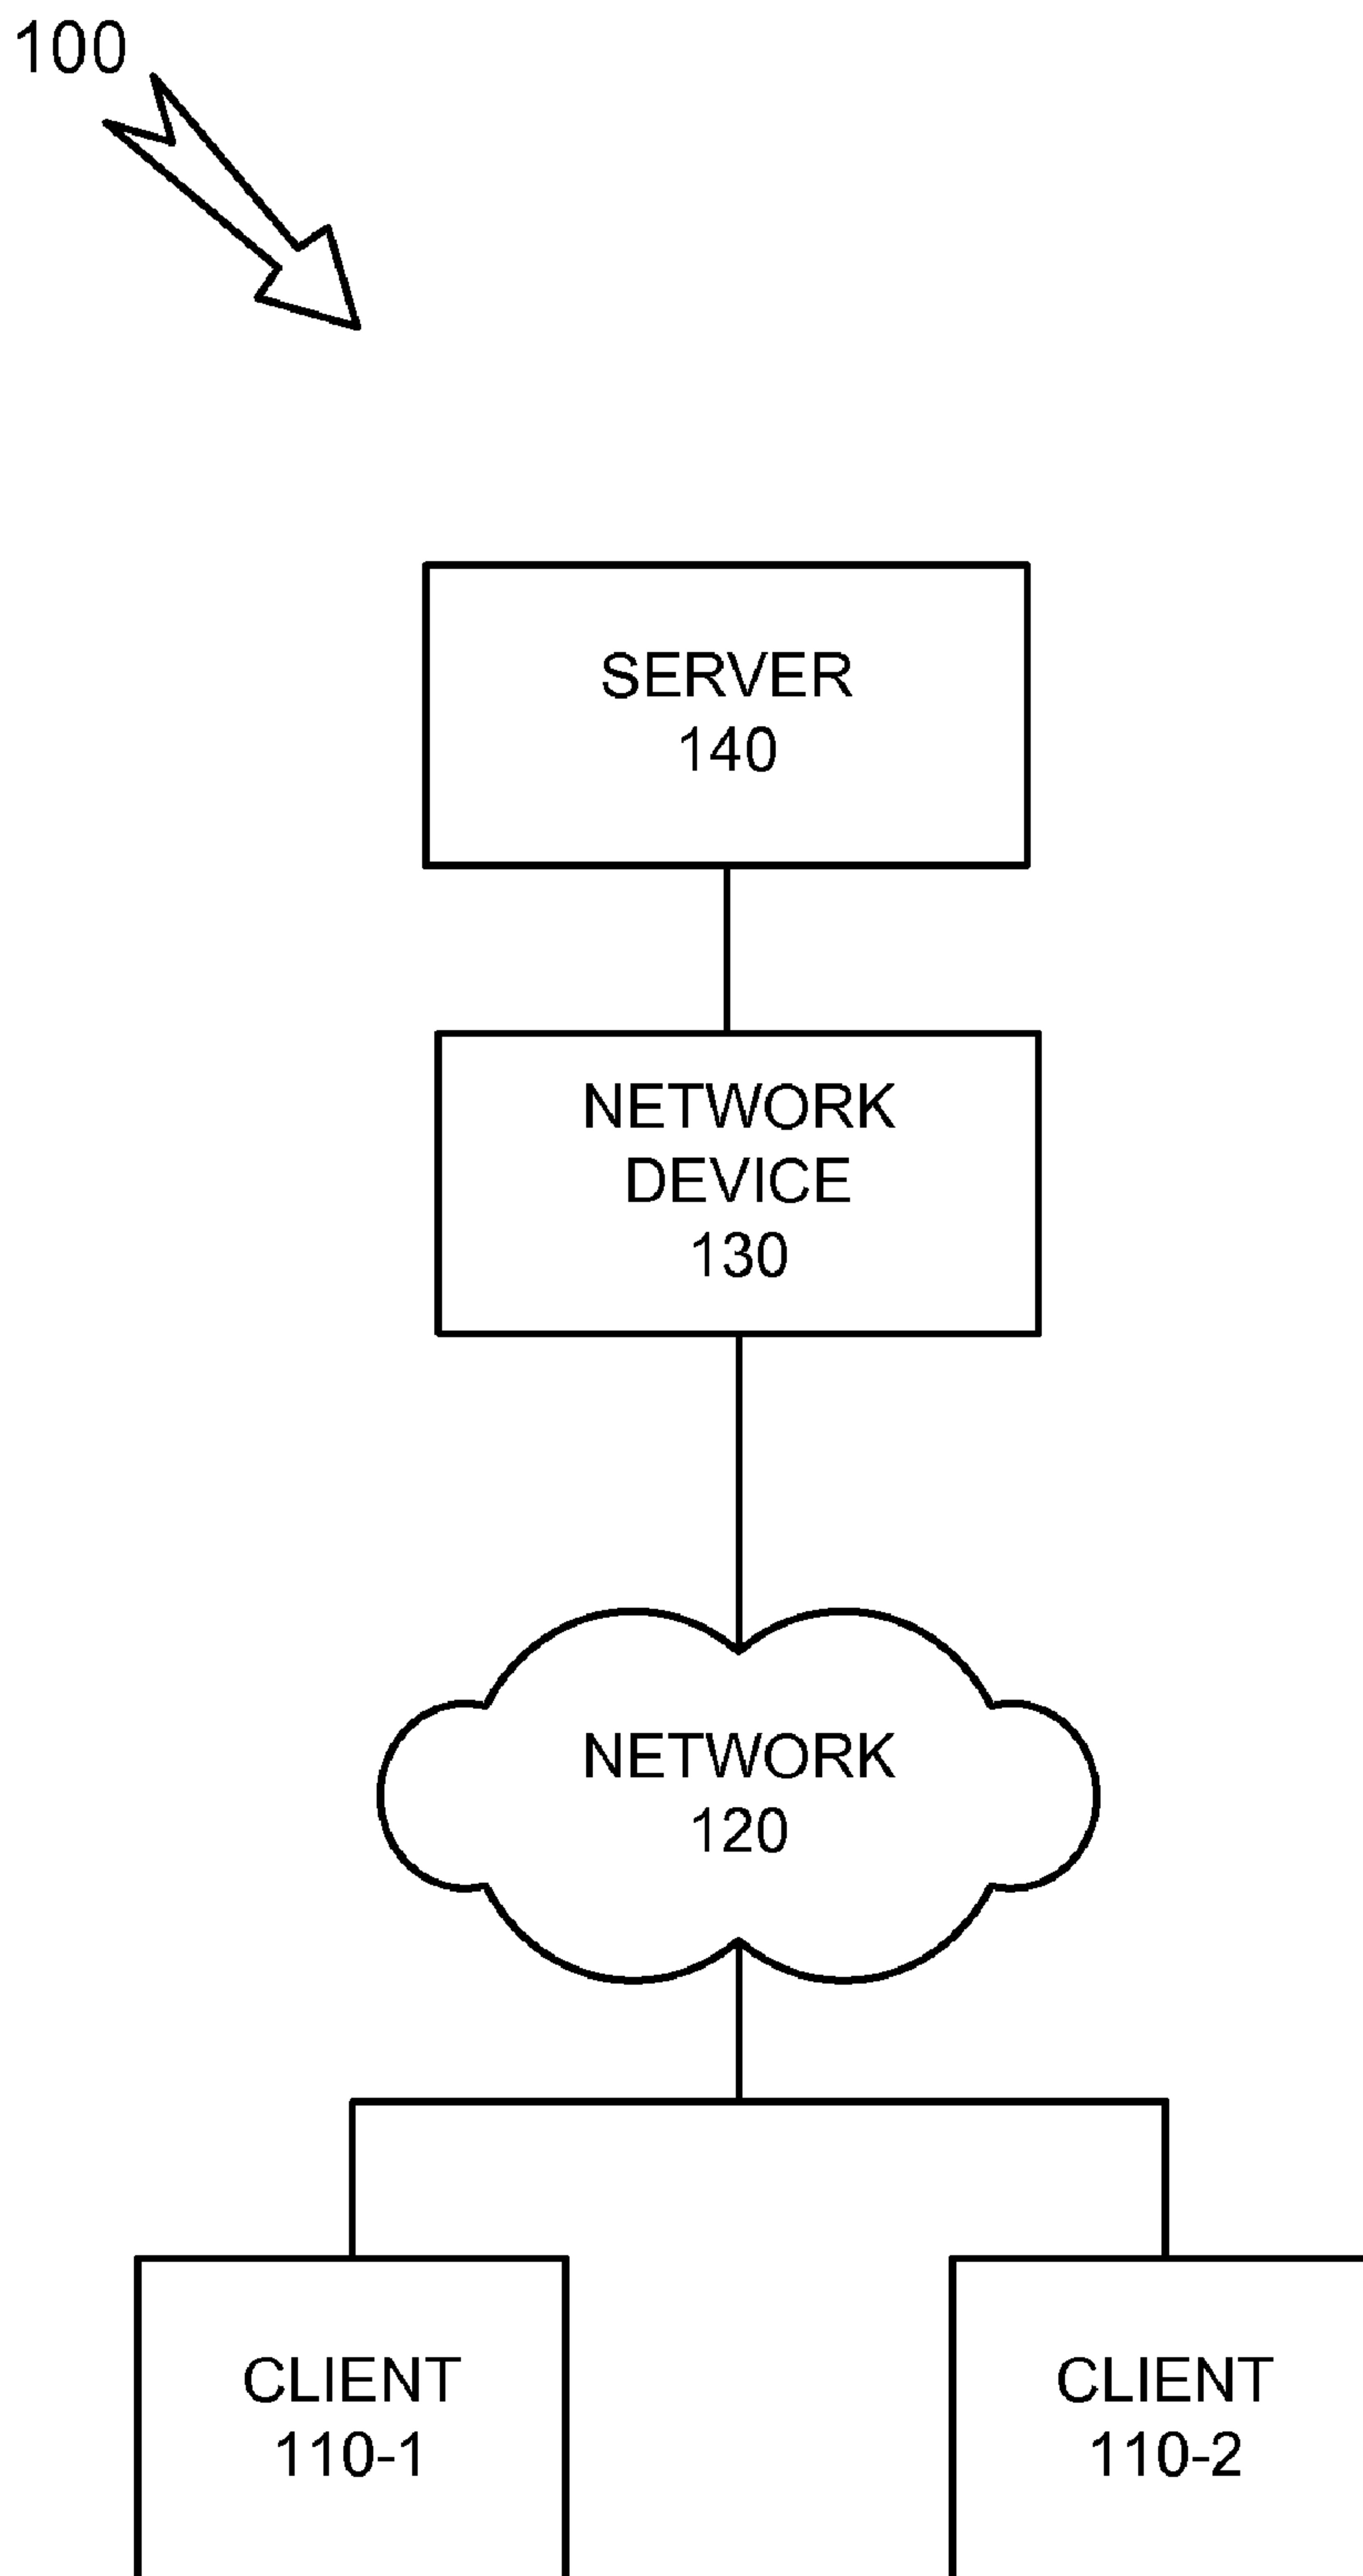 100
SERVER
140
NETWORK
DEVICE
130
NETWORK
120
CLIENT
110-1
CLIENT
110-2